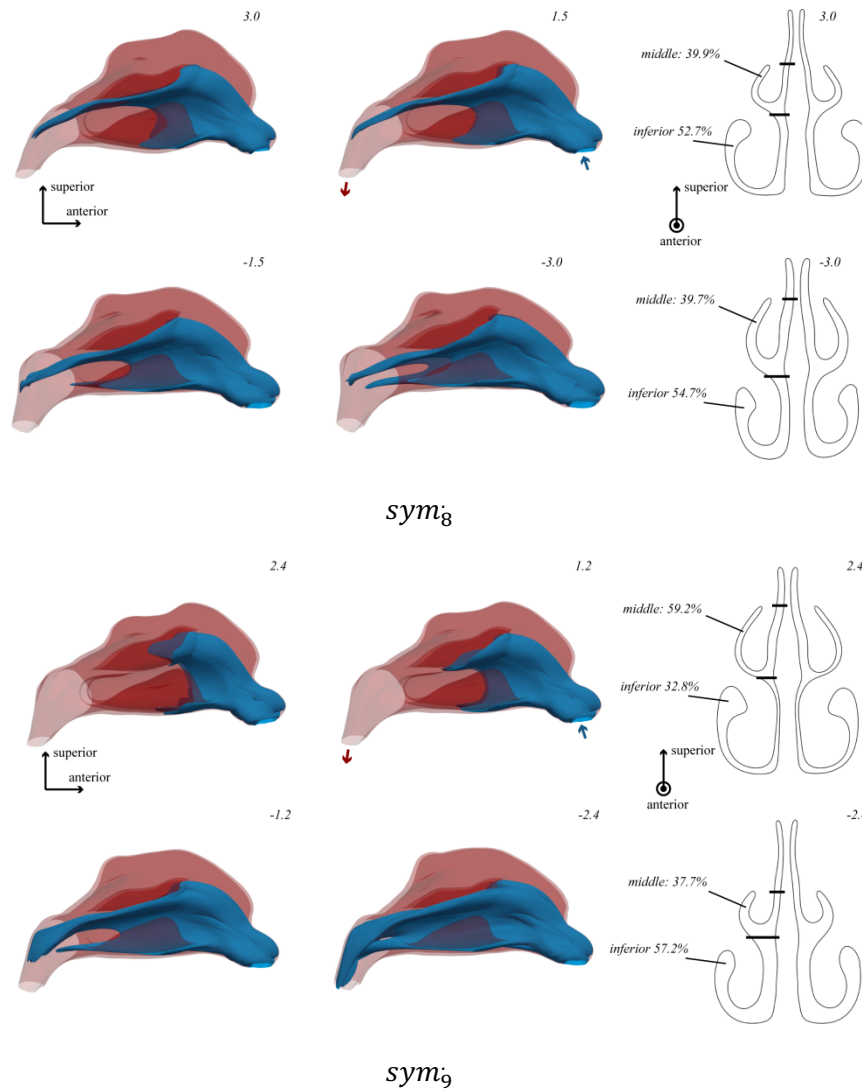 3.0
1.5
3.0
middle: 39.9%
inferior 52.7%
superior
anterior
superior
anterior
-1.5
-3.0
-3.0
middle: 39.7%
inferior 54.7%
sym₈
2.4
1.2
2.4
middle: 59.2%
inferior 32.8%
superior
anterior
superior
anterior
-1.2
-2.4
middle: 37.7%
inferior 57.2%
sym₉